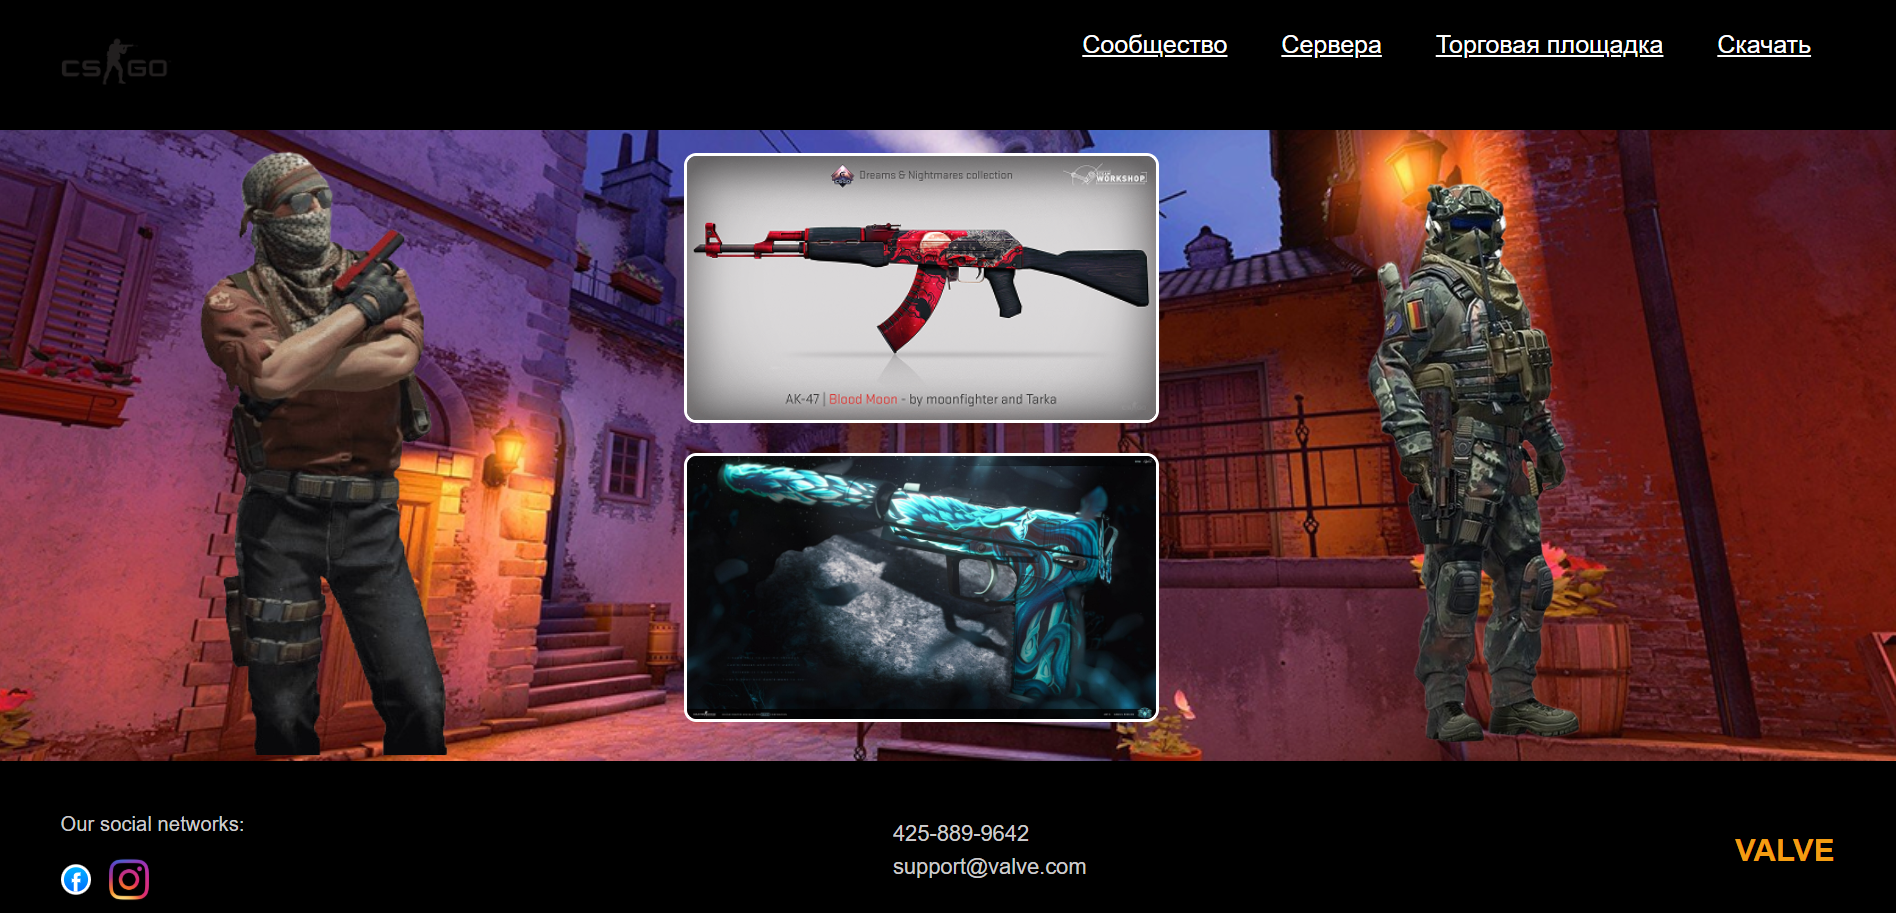 CS GO
Сообщество
Сервера
Торговая площадка
Скачать
Dreams & Nightmares collection
WORKSHOP
AK-47 | Blood Moon - by moonfighter and Tarka
Our social networks:
425-889-9642
support@valve.com
VALVE